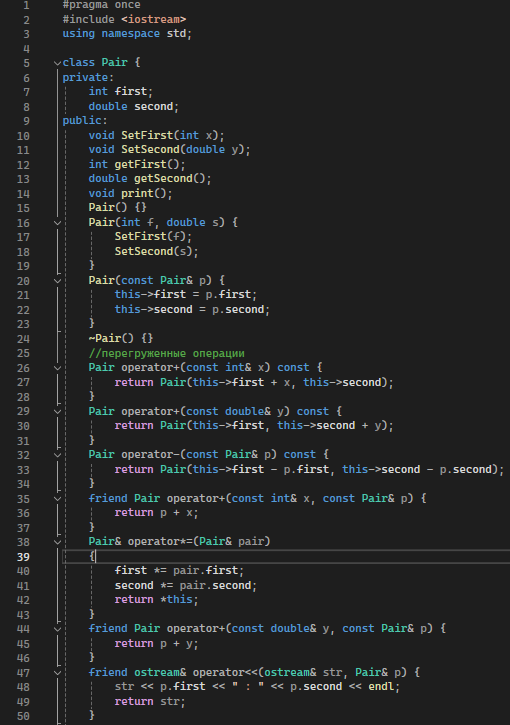 1 #pragma once
2 #include <iostream>
3 using namespace std;
4
5 class Pair {
6 private:
7     int first;
8     double second;
9 public:
10     void SetFirst(int x);
11     void SetSecond(double y);
12     int getFirst();
13     double getSecond();
14     void print();
15     Pair() {}
16     Pair(int f, double s) {
17         SetFirst(f);
18         SetSecond(s);
19     }
20     Pair(const Pair& p) {
21         this->first = p.first;
22         this->second = p.second;
23     }
24     ~Pair() {}
25     //перегруженные операции
26     Pair operator+(const int& x) const {
27         return Pair(this->first + x, this->second);
28     }
29     Pair operator+(const double& y) const {
30         return Pair(this->first, this->second + y);
31     }
32     Pair operator-(const Pair& p) const {
33         return Pair(this->first - p.first, this->second - p.second);
34     }
35     friend Pair operator+(const int& x, const Pair& p) {
36         return p + x;
37     }
38     Pair& operator*=(Pair& pair)
39     {
40         first *= pair.first;
41         second *= pair.second;
42         return *this;
43     }
44     friend Pair operator+(const double& y, const Pair& p) {
45         return p + y;
46     }
47     friend ostream& operator<<(ostream& str, Pair& p) {
48         str << p.first << " : " << p.second << endl;
49         return str;
50     }